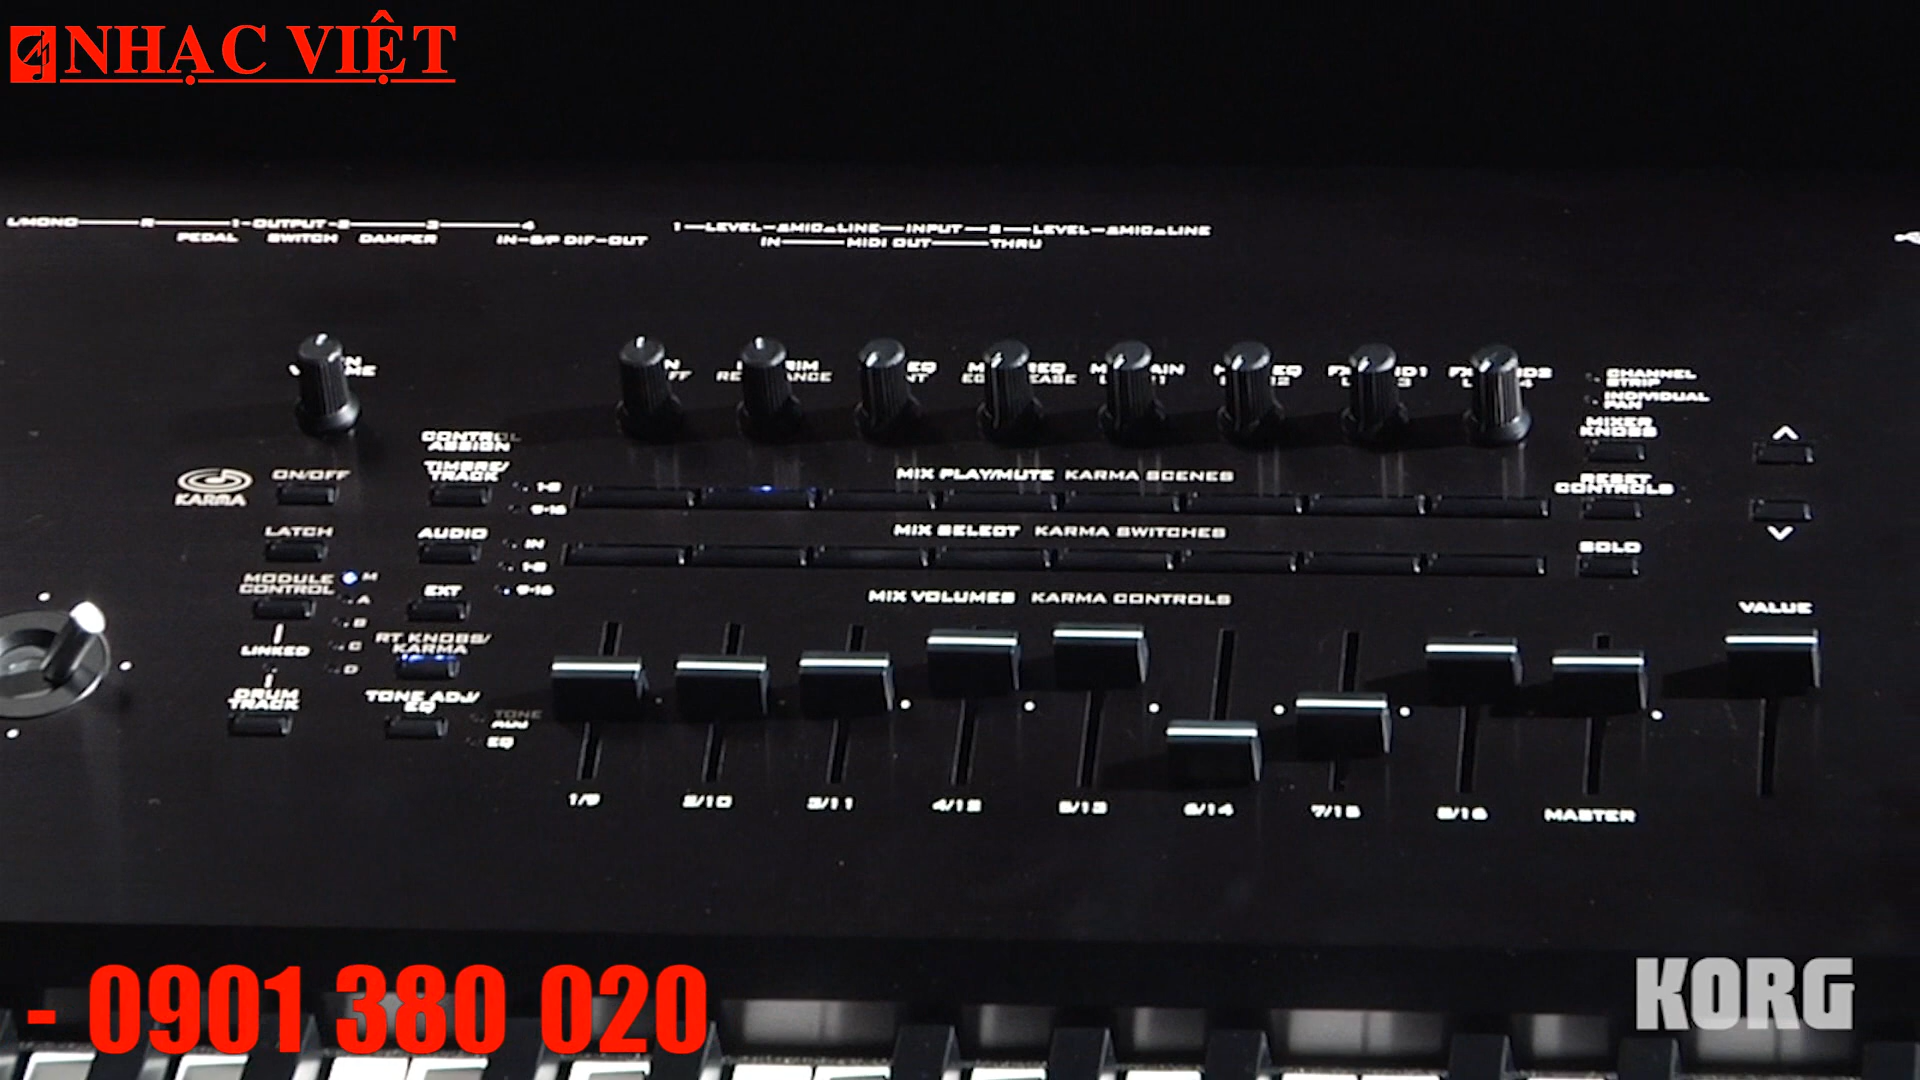 NHẠC VIỆT
L/MONO R 1-OUTPUT-2 3 4
PEDAL SWITCH DAMPER IN-S/P DIF-OUT
1 LEVEL MIC LINE INPUT 2 LEVEL MIC LINE
IN MIDI OUT THRU
CHANNEL
STRIP
INDIVIDUAL
PAN
MIXER
KNOBS
CONTROL
ASSIGN
KARMA
ON/OFF
TIMBRE/
TRACK
1-8
9-16
MIX PLAY/MUTE KARMA SCENES
RESET
CONTROLS
LATCH
AUDIO
IN
1-8
9-16
MIX SELECT KARMA SWITCHES
SOLO
MODULE
CONTROL
M
A
B
C
D
EXT
MIX VOLUMES KARMA CONTROLS
VALUE
RT KNOBS/
KARMA
LINKED
DRUM
TRACK
TONE ADJ/
EQ
TONE
ADJ
EQ
1/9 2/10 3/11 4/12 5/13 6/14 7/15 8/16 MASTER
KORG
- 0901 380 020